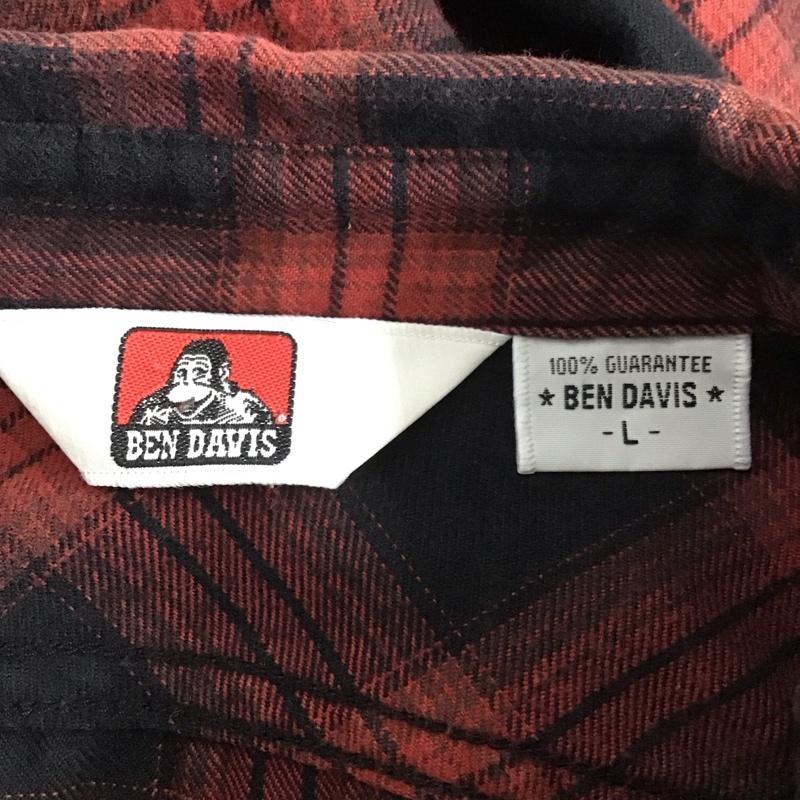 BEN DAVIS
®
100% GUARANTEE
★ BEN DAVIS ★
- L -